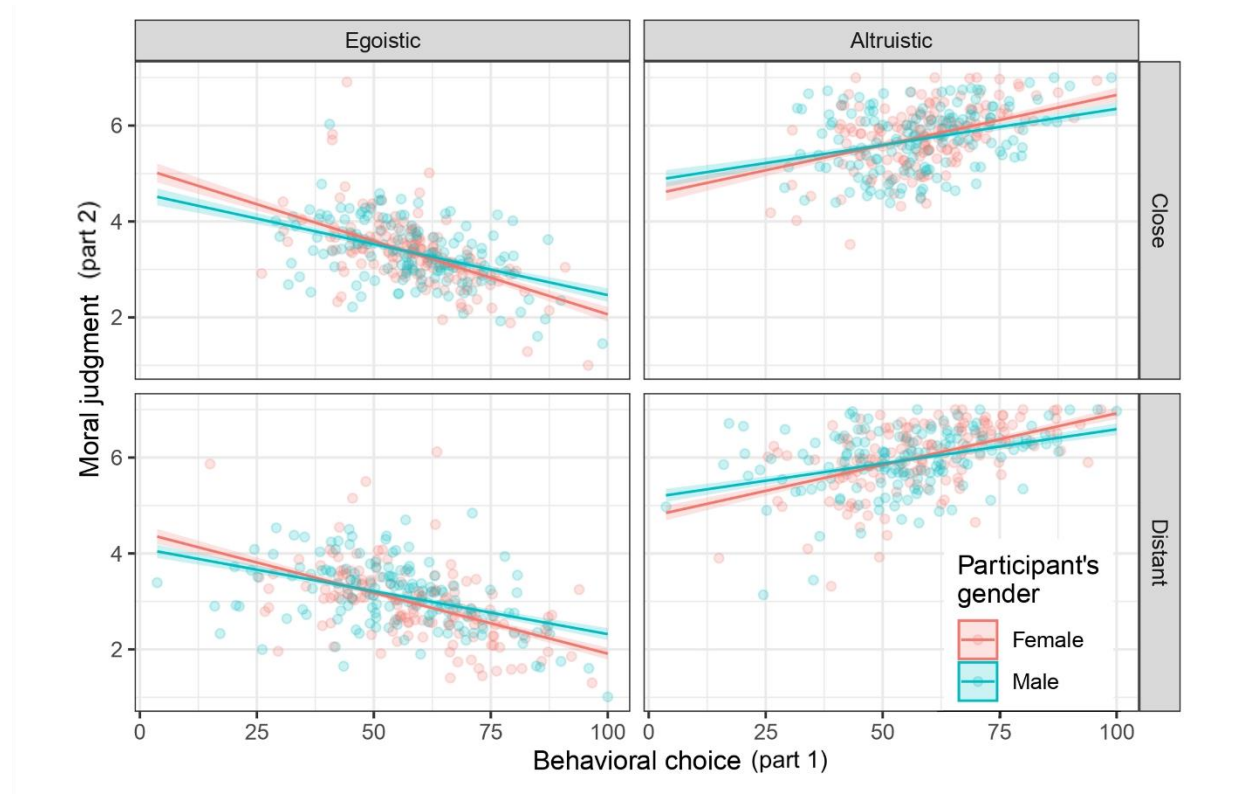 Egoistic
Altruistic
Moral judgment (part 2)
6
4
2
Close
6
4
2
Distant
Participant's
gender
Female
Male
0
25
50
75
100
0
25
50
75
100
Behavioral choice (part 1)